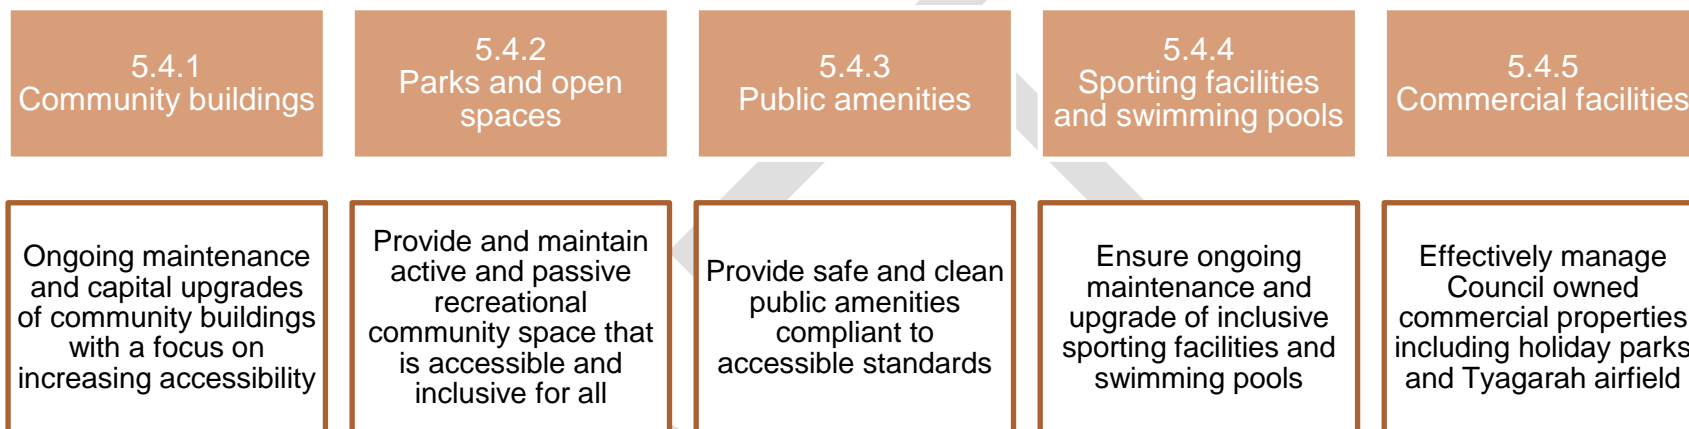 5.4.1
Community buildings
5.4.2
Parks and open
spaces
5.4.3
Public amenities
5.4.4
Sporting facilities
and swimming pools
5.4.5
Commercial facilities
Ongoing maintenance
and capital upgrades
of community buildings
with a focus on
increasing accessibility
Provide and maintain
active and passive
recreational
community space that
is accessible and
inclusive for all
Provide safe and clean
public amenities
compliant to
accessible standards
Ensure ongoing
maintenance and
upgrade of inclusive
sporting facilities and
swimming pools
Effectively manage
Council owned
commercial properties
including holiday parks
and Tyagarah airfield